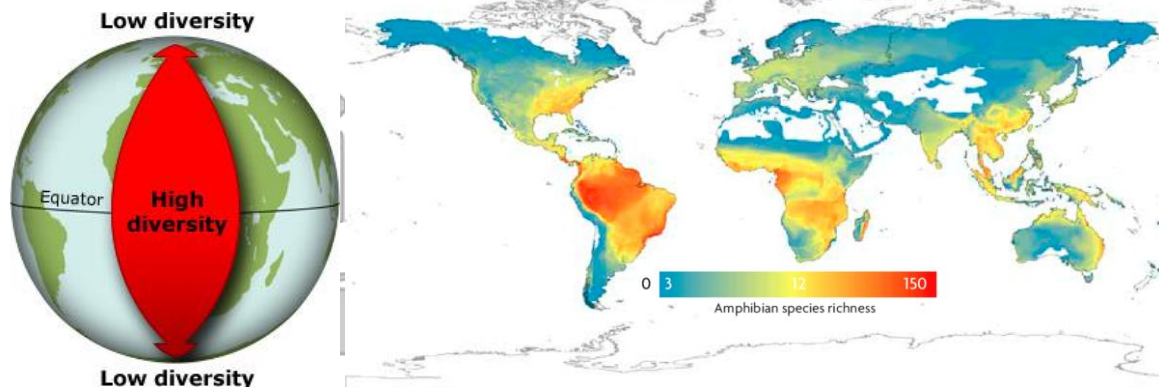 Low diversity
Equator
High
diversity
Low diversity
0 3 12 150
Amphibian species richness